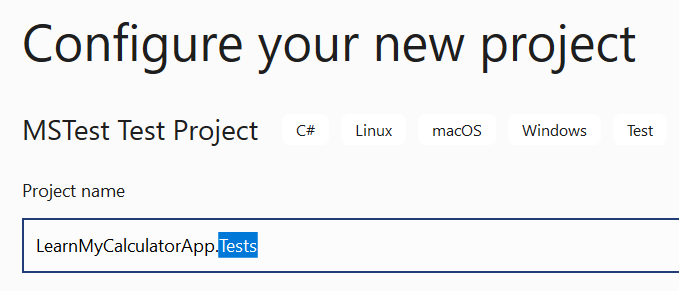 Configure your new project
MSTest Test Project C# Linux macOS Windows Test
Project name
LearnMyCalculatorApp.Tests